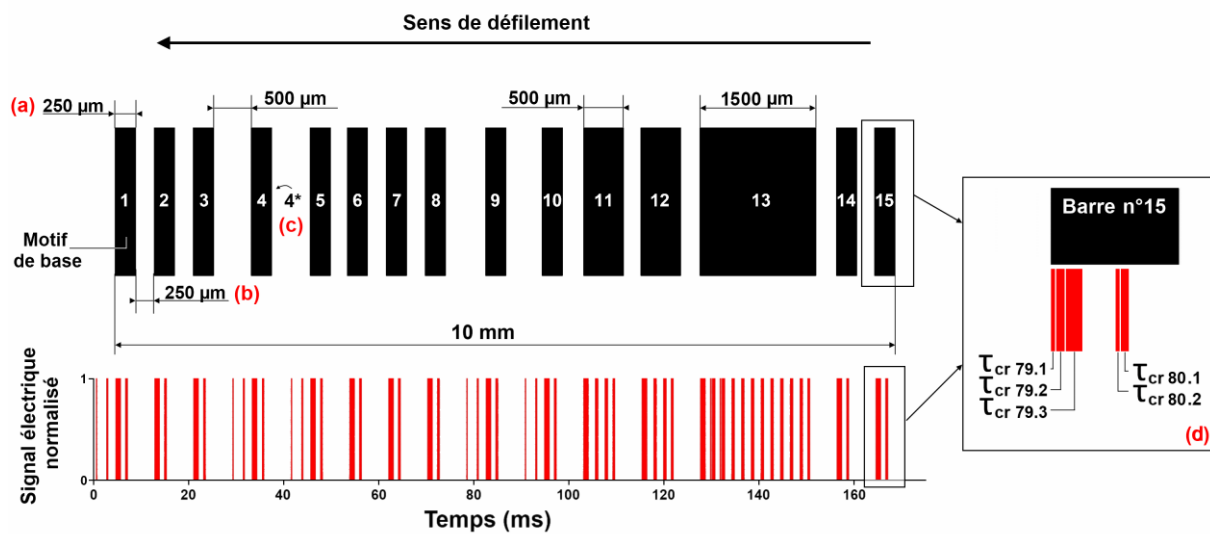 Sens de défilement
(a)
250 µm
500 µm
500 µm
1500 µm
1 2 3 4 4* 5 6 7 8 9 10 11 12 13 14 15
(c)
Motif
de base
250 µm
(b)
10 mm
Barre n°15
τcr 79.1
τcr 79.2
τcr 79.3
τcr 80.1
τcr 80.2
(d)
Signal électrique
normalisé
1
0
0 20 40 60 80 100 120 140 160
Temps (ms)